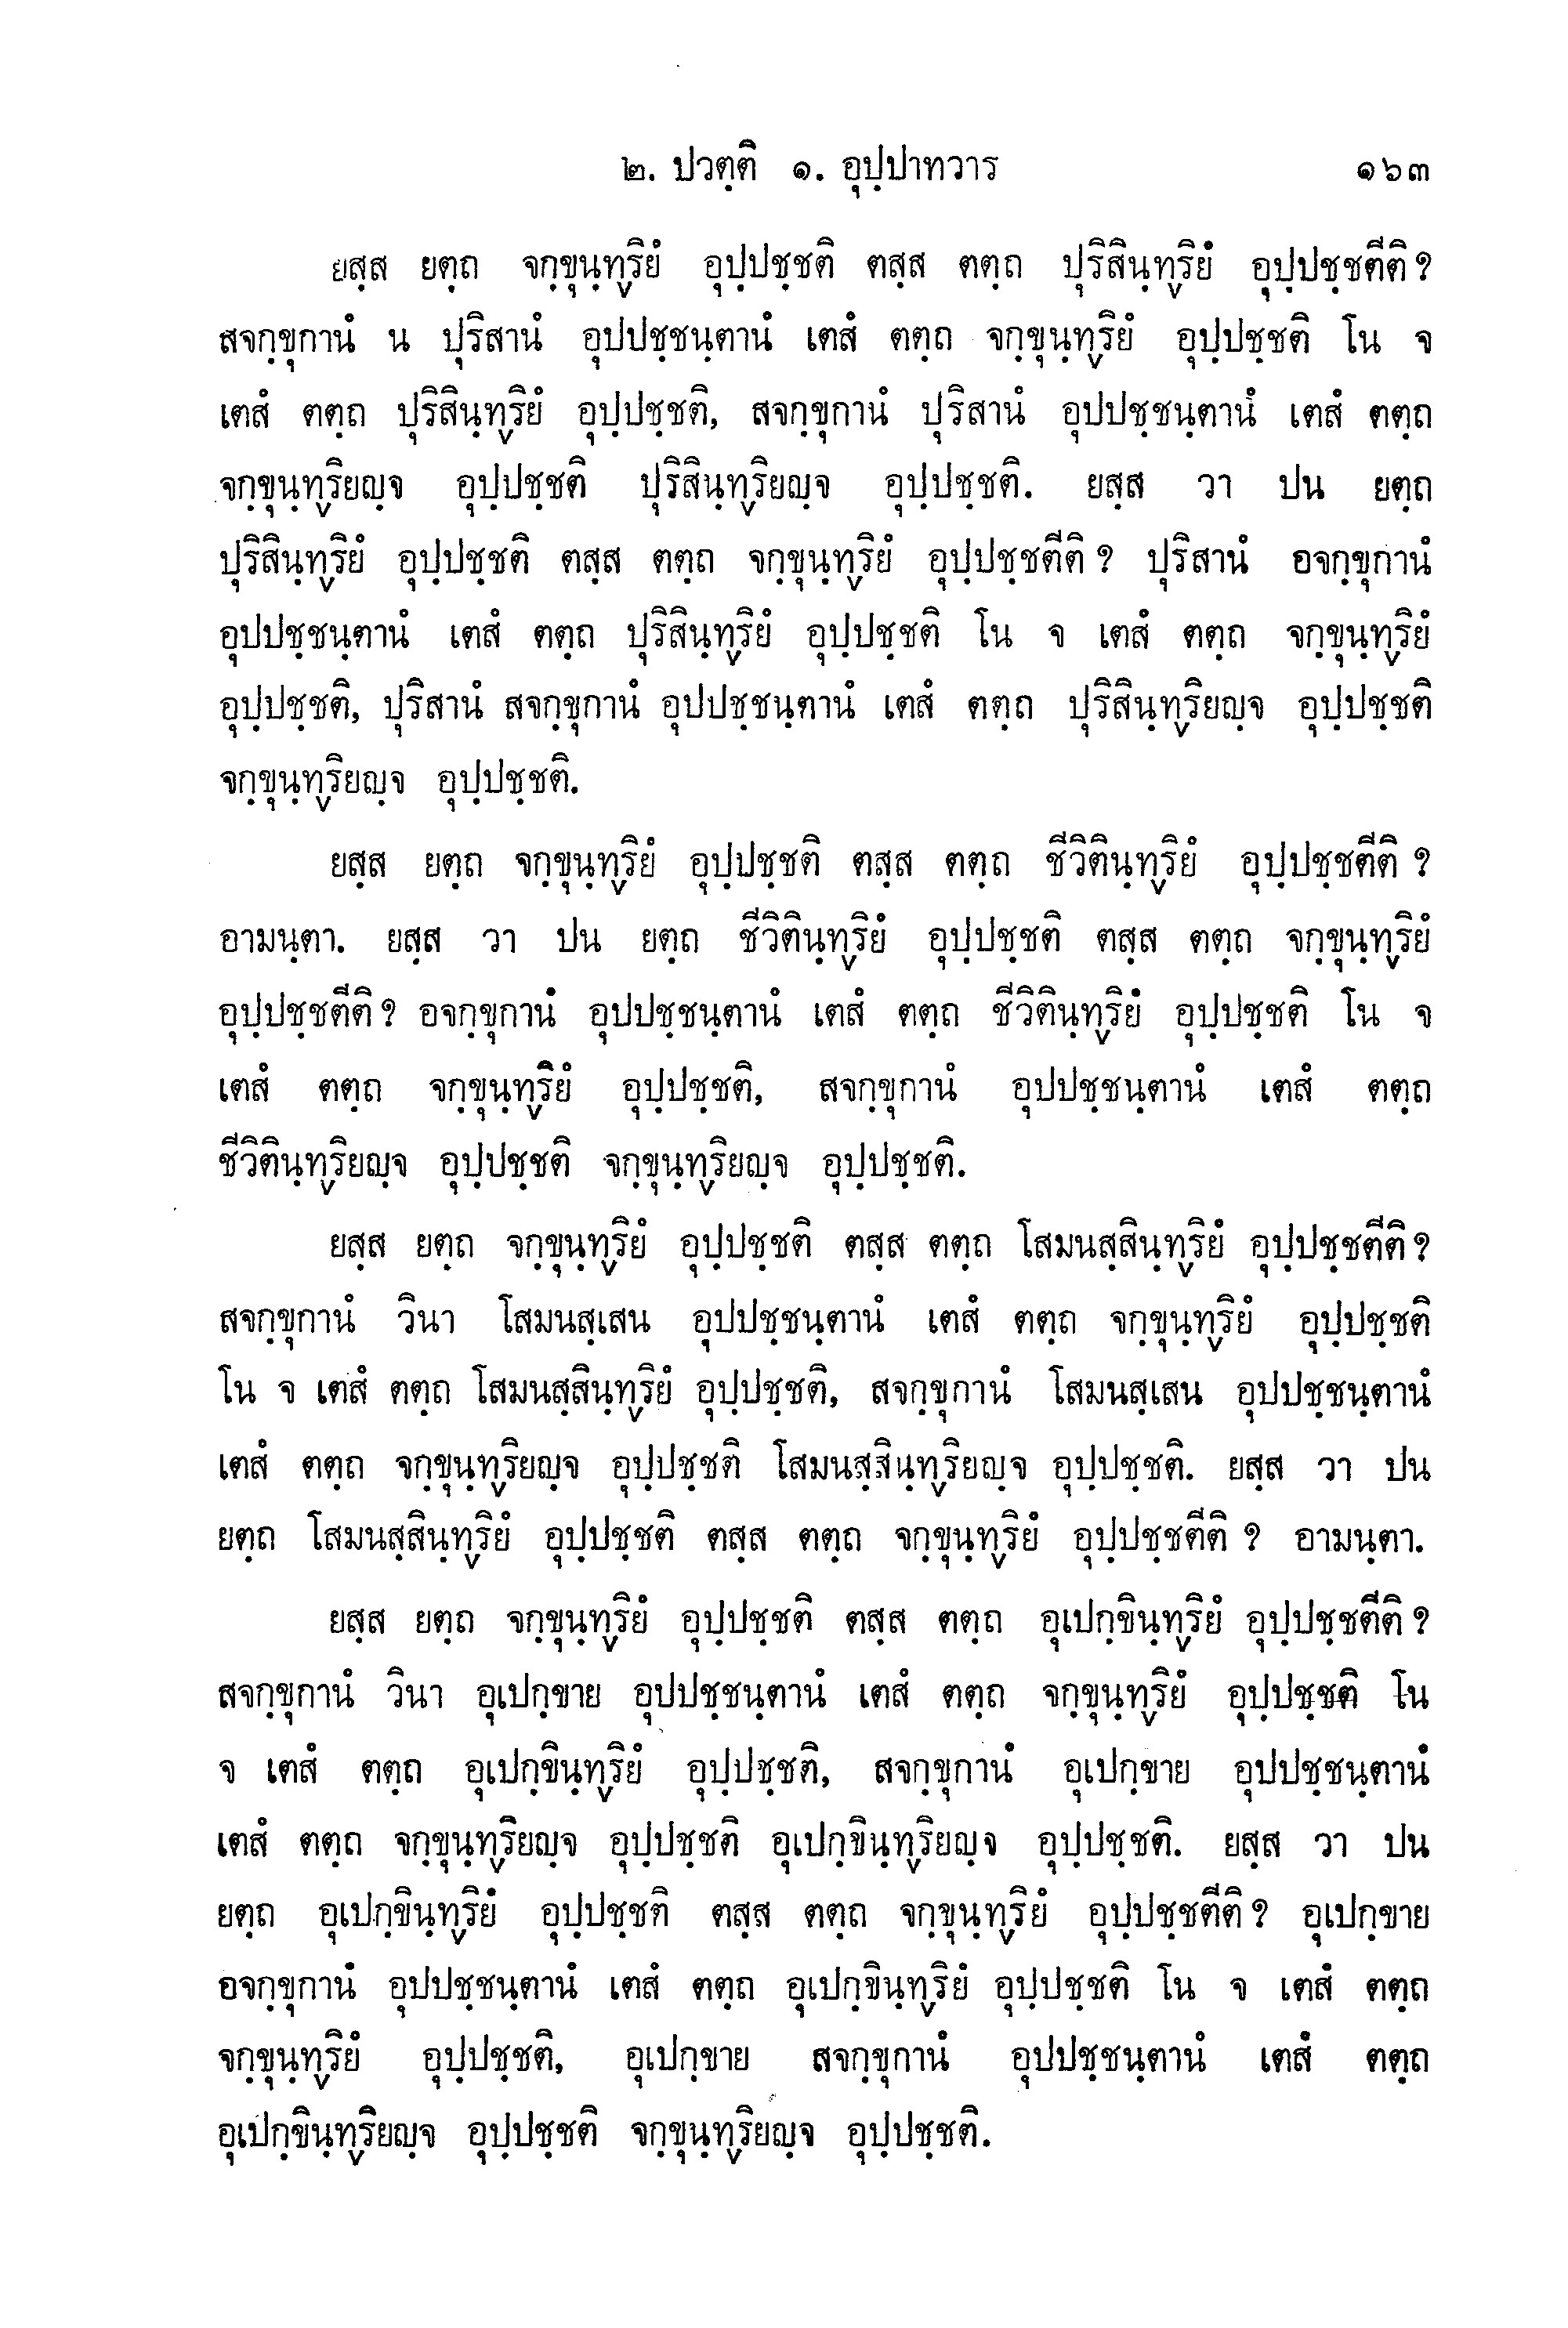 ๒. ปวตฺติ ๑. อุปฺปาทวาร ๑๖๓
ยสฺส ยตฺถ จกฺขุนฺทฺริยํ อุปฺปชฺชติ ตสฺส ตตฺถ ปุริสินฺทฺริยํ อุปฺปชฺชตีติ ?
สจกฺขุกานํ น ปุริสานํ อุปปชฺชนฺตานํ เตสํ ตตฺถ จกฺขุนฺทฺริยํ อุปฺปชฺชติ โน จ
เตสํ ตตฺถ ปุริสินฺทฺริยํ อุปฺปชฺชติ, สจกฺขุกานํ ปุริสานํ อุปปชฺชนฺตานํ เตสํ ตตฺถ
จกฺขุนฺทฺริยญฺจ อุปฺปชฺชติ ปุริสินฺทฺริยญฺจ อุปฺปชฺชติ. ยสฺส วา ปน ยตฺถ
ปุริสินฺทฺริยํ อุปฺปชฺชติ ตสฺส ตตฺถ จกฺขุนฺทฺริยํ อุปฺปชฺชตีติ ? ปุริสานํ อจกฺขุกานํ
อุปปชฺชนฺตานํ เตสํ ตตฺถ ปุริสินฺทฺริยํ อุปฺปชฺชติ โน จ เตสํ ตตฺถ จกฺขุนฺทฺริยํ
อุปฺปชฺชติ, ปุริสานํ สจกฺขุกานํ อุปปชฺชนฺตานํ เตสํ ตตฺถ ปุริสินฺทฺริยญฺจ อุปฺปชฺชติ
จกฺขุนฺทฺริยญฺจ อุปฺปชฺชติ.
ยสฺส ยตฺถ จกฺขุนฺทฺริยํ อุปฺปชฺชติ ตสฺส ตตฺถ ชีวิตินฺทฺริยํ อุปฺปชฺชตีติ ?
อามนฺตา. ยสฺส วา ปน ยตฺถ ชีวิตินฺทฺริยํ อุปฺปชฺชติ ตสฺส ตตฺถ จกฺขุนฺทฺริยํ
อุปฺปชฺชตีติ ? อจกฺขุกานํ อุปปชฺชนฺตานํ เตสํ ตตฺถ ชีวิตินฺทฺริยํ อุปฺปชฺชติ โน จ
เตสํ ตตฺถ จกฺขุนฺทฺริยํ อุปฺปชฺชติ, สจกฺขุกานํ อุปปชฺชนฺตานํ เตสํ ตตฺถ
ชีวิตินฺทฺริยญฺจ อุปฺปชฺชติ จกฺขุนฺทฺริยญฺจ อุปฺปชฺชติ.
ยสฺส ยตฺถ จกฺขุนฺทฺริยํ อุปฺปชฺชติ ตสฺส ตตฺถ โสมนสฺสินฺทฺริยํ อุปฺปชฺชตีติ ?
สจกฺขุกานํ วินา โสมนสฺเสน อุปปชฺชนฺตานํ เตสํ ตตฺถ จกฺขุนฺทฺริยํ อุปฺปชฺชติ
โน จ เตสํ ตตฺถ โสมนสฺสินฺทฺริยํ อุปฺปชฺชติ, สจกฺขุกานํ โสมนสฺเสน อุปปชฺชนฺตานํ
เตสํ ตตฺถ จกฺขุนฺทฺริยญฺจ อุปฺปชฺชติ โสมนสฺสินฺทฺริยญฺจ อุปฺปชฺชติ. ยสฺส วา ปน
ยตฺถ โสมนสฺสินฺทฺริยํ อุปฺปชฺชติ ตสฺส ตตฺถ จกฺขุนฺทฺริยํ อุปฺปชฺชตีติ ? อามนฺตา.
ยสฺส ยตฺถ จกฺขุนฺทฺริยํ อุปฺปชฺชติ ตสฺส ตตฺถ อุเปกฺขินฺทฺริยํ อุปฺปชฺชตีติ ?
สจกฺขุกานํ วินา อุเปกฺขาย อุปปชฺชนฺตานํ เตสํ ตตฺถ จกฺขุนฺทฺริยํ อุปฺปชฺชติ โน
จ เตสํ ตตฺถ อุเปกฺขินฺทฺริยํ อุปฺปชฺชติ, สจกฺขุกานํ อุเปกฺขาย อุปปชฺชนฺตานํ
เตสํ ตตฺถ จกฺขุนฺทฺริยญฺจ อุปฺปชฺชติ อุเปกฺขินฺทฺริยญฺจ อุปฺปชฺชติ. ยสฺส วา ปน
ยตฺถ อุเปกฺขินฺทฺริยํ อุปฺปชฺชติ ตสฺส ตตฺถ จกฺขุนฺทฺริยํ อุปฺปชฺชตีติ ? อุเปกฺขาย
อจกฺขุกานํ อุปปชฺชนฺตานํ เตสํ ตตฺถ อุเปกฺขินฺทฺริยํ อุปฺปชฺชติ โน จ เตสํ ตตฺถ
จกฺขุนฺทฺริยํ อุปฺปชฺชติ, อุเปกฺขาย สจกฺขุกานํ อุปปชฺชนฺตานํ เตสํ ตตฺถ
อุเปกฺขินฺทฺริยญฺจ อุปฺปชฺชติ จกฺขุนฺทฺริยญฺจ อุปฺปชฺชติ.